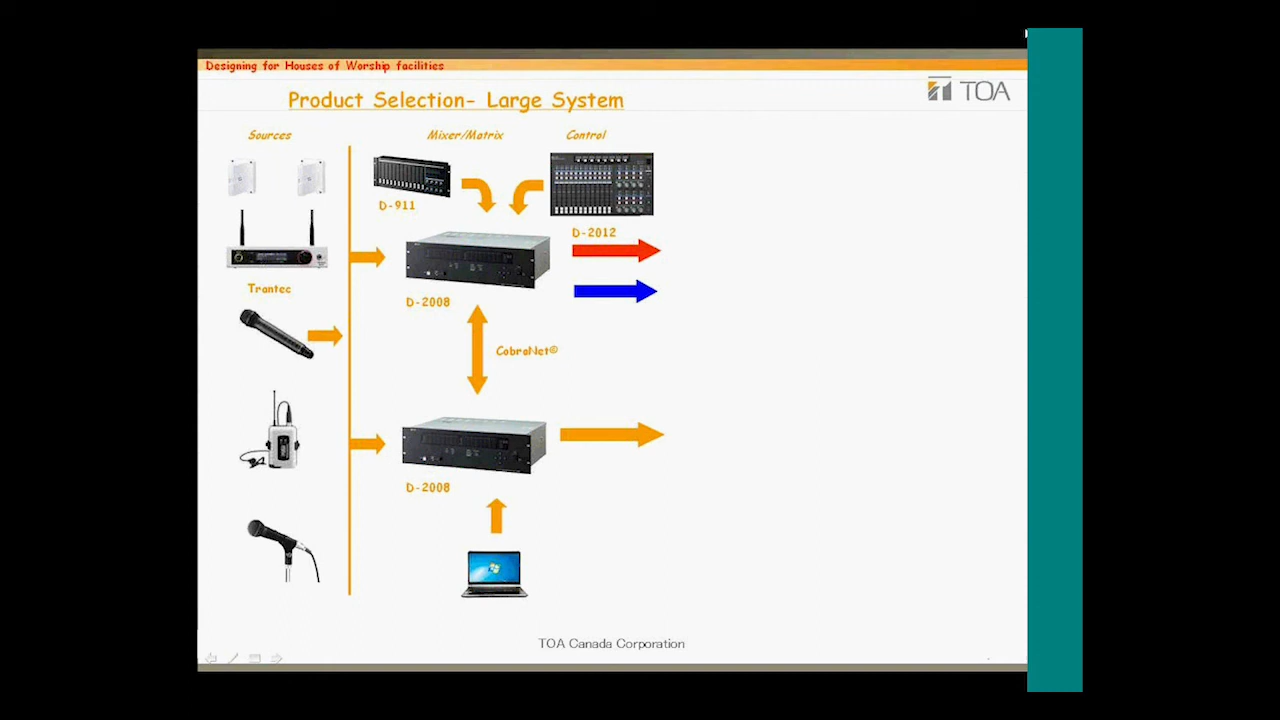 Designing for Houses of Worship facilities
TOA
Product Selection- Large System
Sources
Mixer/Matrix
Control
D-911
D-2012
Trantec
D-2008
CobraNet©
D-2008
TOA Canada Corporation